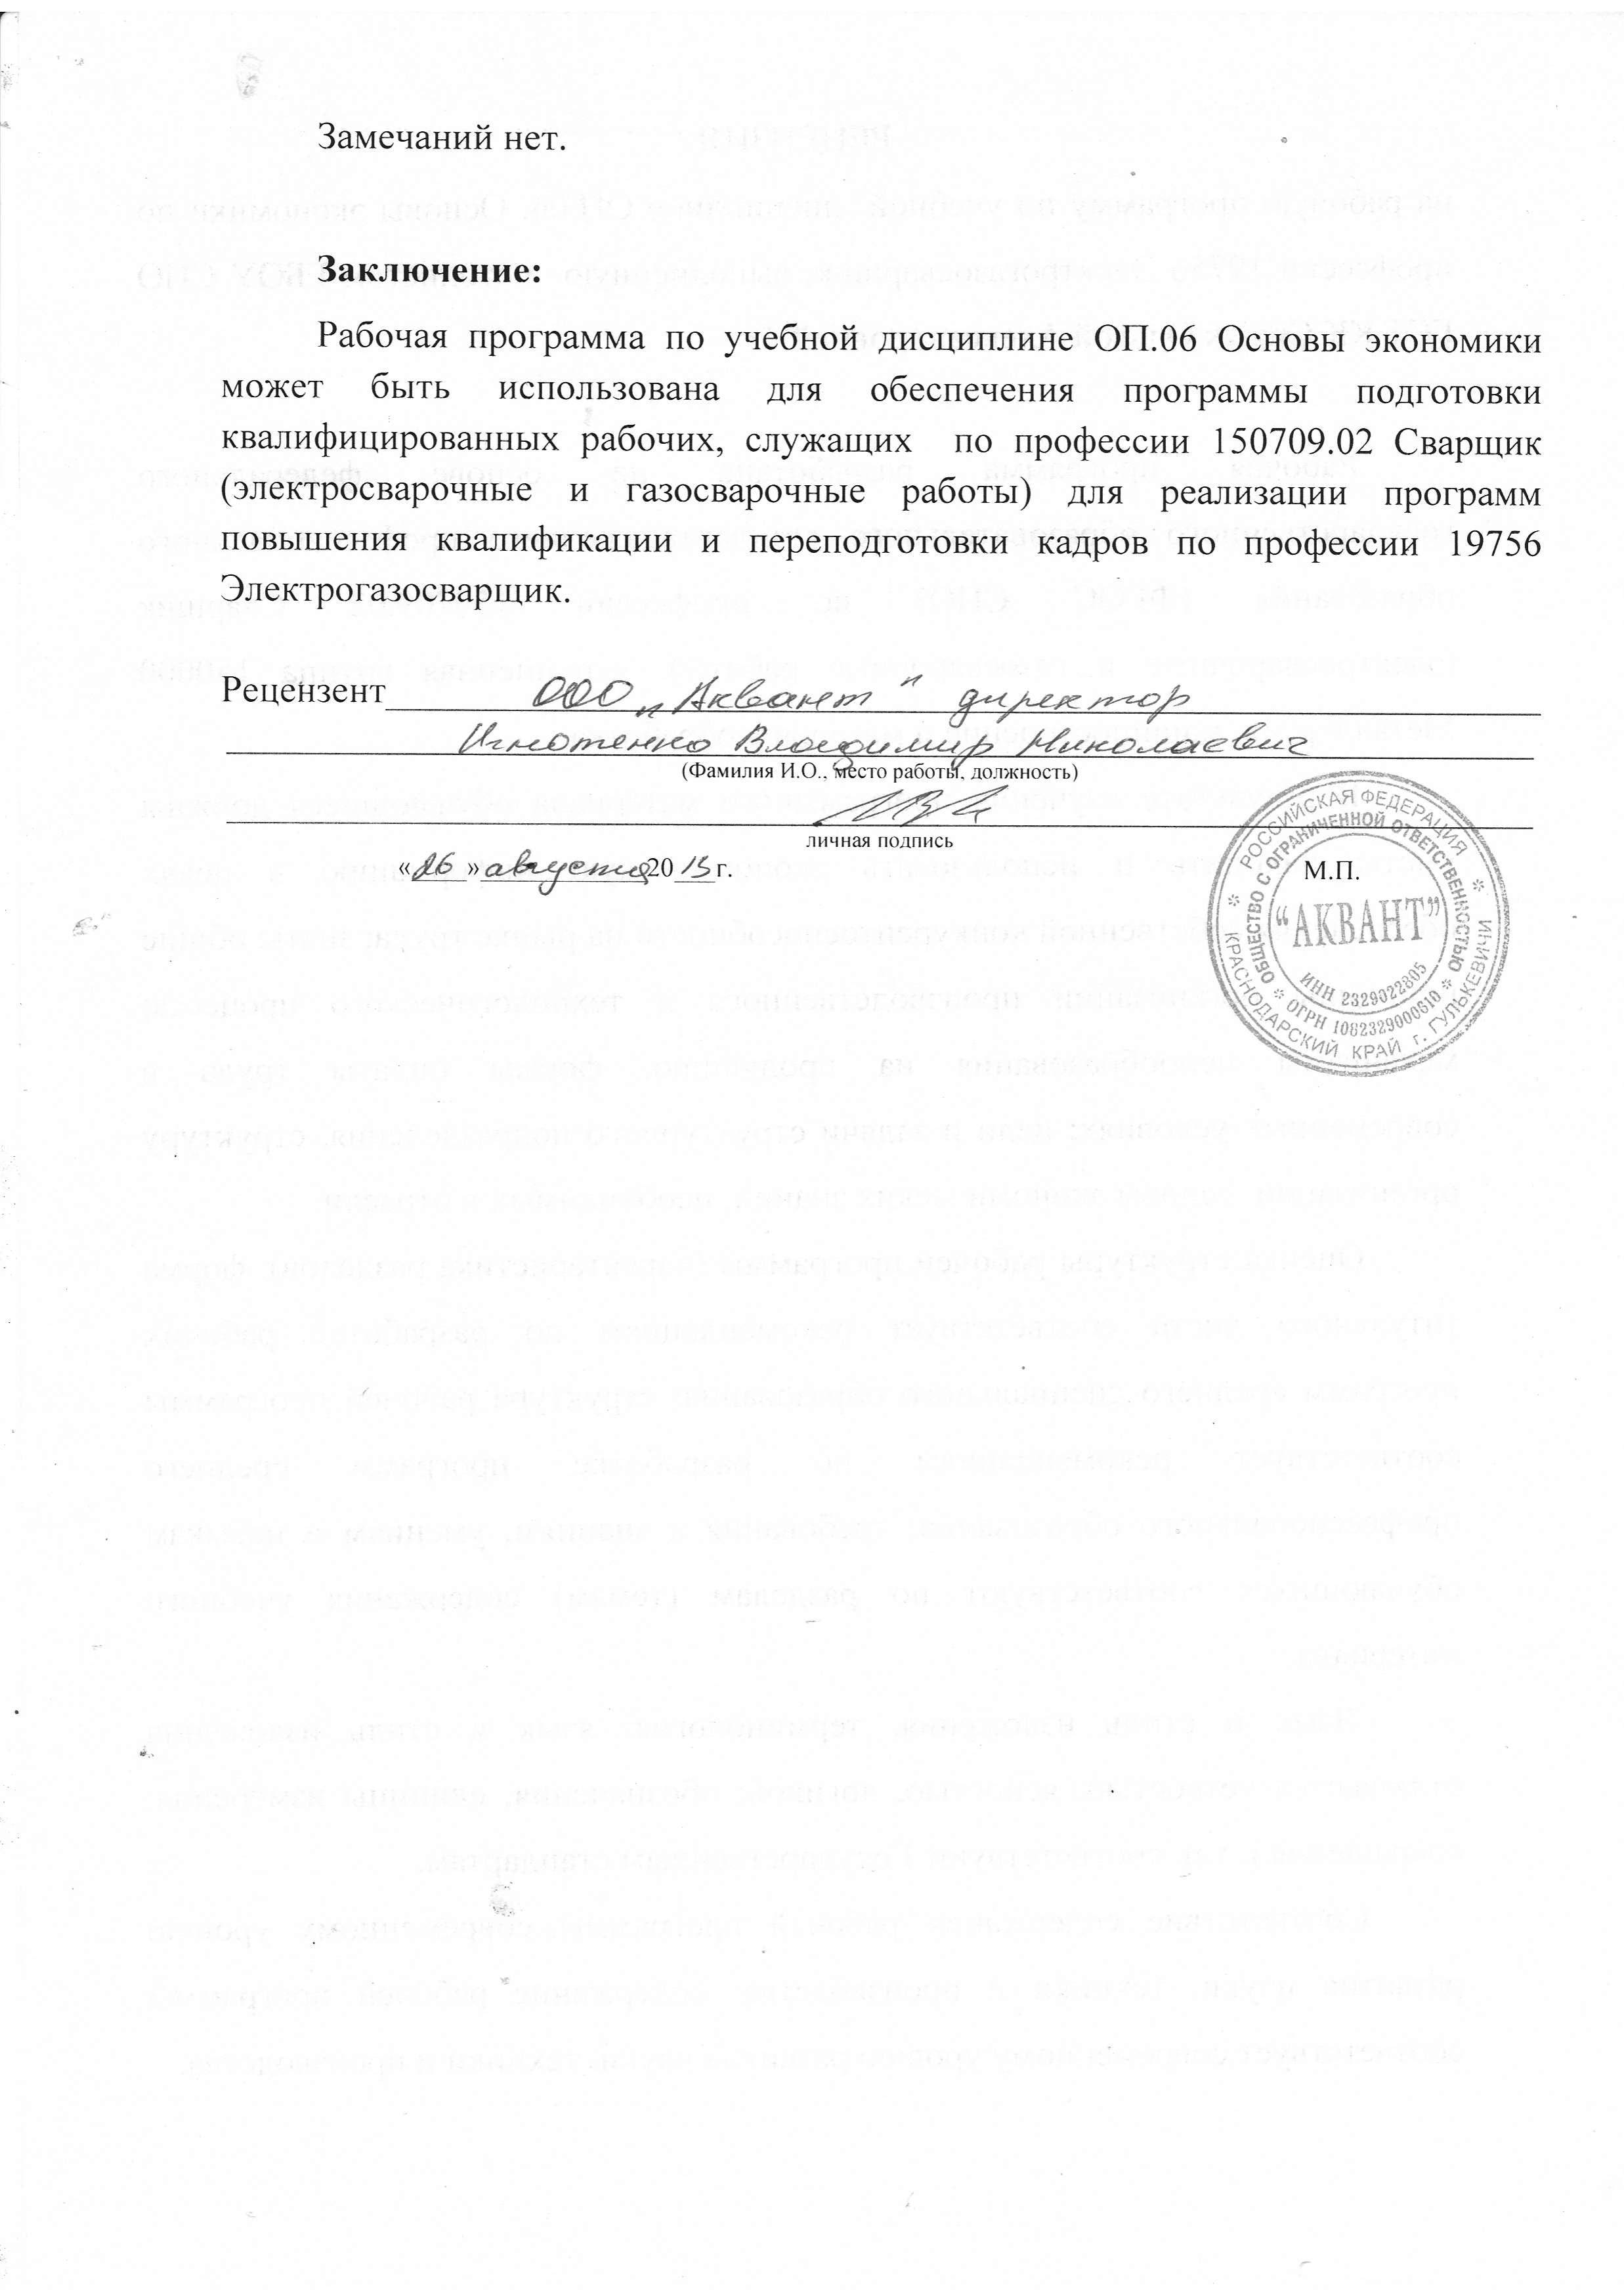 Замечаний нет.
Заключение:
Рабочая программа по учебной дисциплине ОП.06 Основы экономики
может быть использована для обеспечения программы подготовки
квалифицированных рабочих, служащих по профессии 150709.02 Сварщик
(электросварочные и газосварочные работы) для реализации программ
повышения квалификации и переподготовки кадров по профессии 19756
Электрогазосварщик.
Рецензент ООО „Аквант" директор
Игнотенко Владимир Николаевич
(Фамилия И.О., место работы, должность)
личная подпись
«26» августа 2013 г.
М.П.
РОССИЙСКАЯ ФЕДЕРАЦИЯ
ОБЩЕСТВО С ОГРАНИЧЕННОЙ ОТВЕТСТВЕННОСТЬЮ
“АКВАНТ”
ИНН 2329022805
ОГРН 1082329000610
КРАСНОДАРСКИЙ КРАЙ г. ГУЛЬКЕВИЧИ